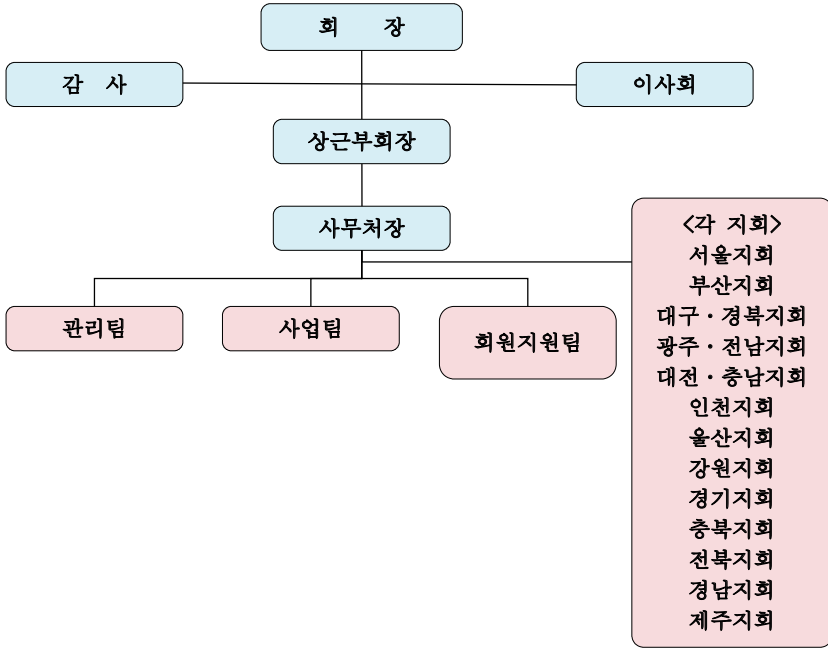 회 장
감 사
이사회
상근부회장
사무처장
관리팀
사업팀
회원지원팀
<각 지회>
서울지회
부산지회
대구·경북지회
광주·전남지회
대전·충남지회
인천지회
울산지회
강원지회
경기지회
충북지회
전북지회
경남지회
제주지회